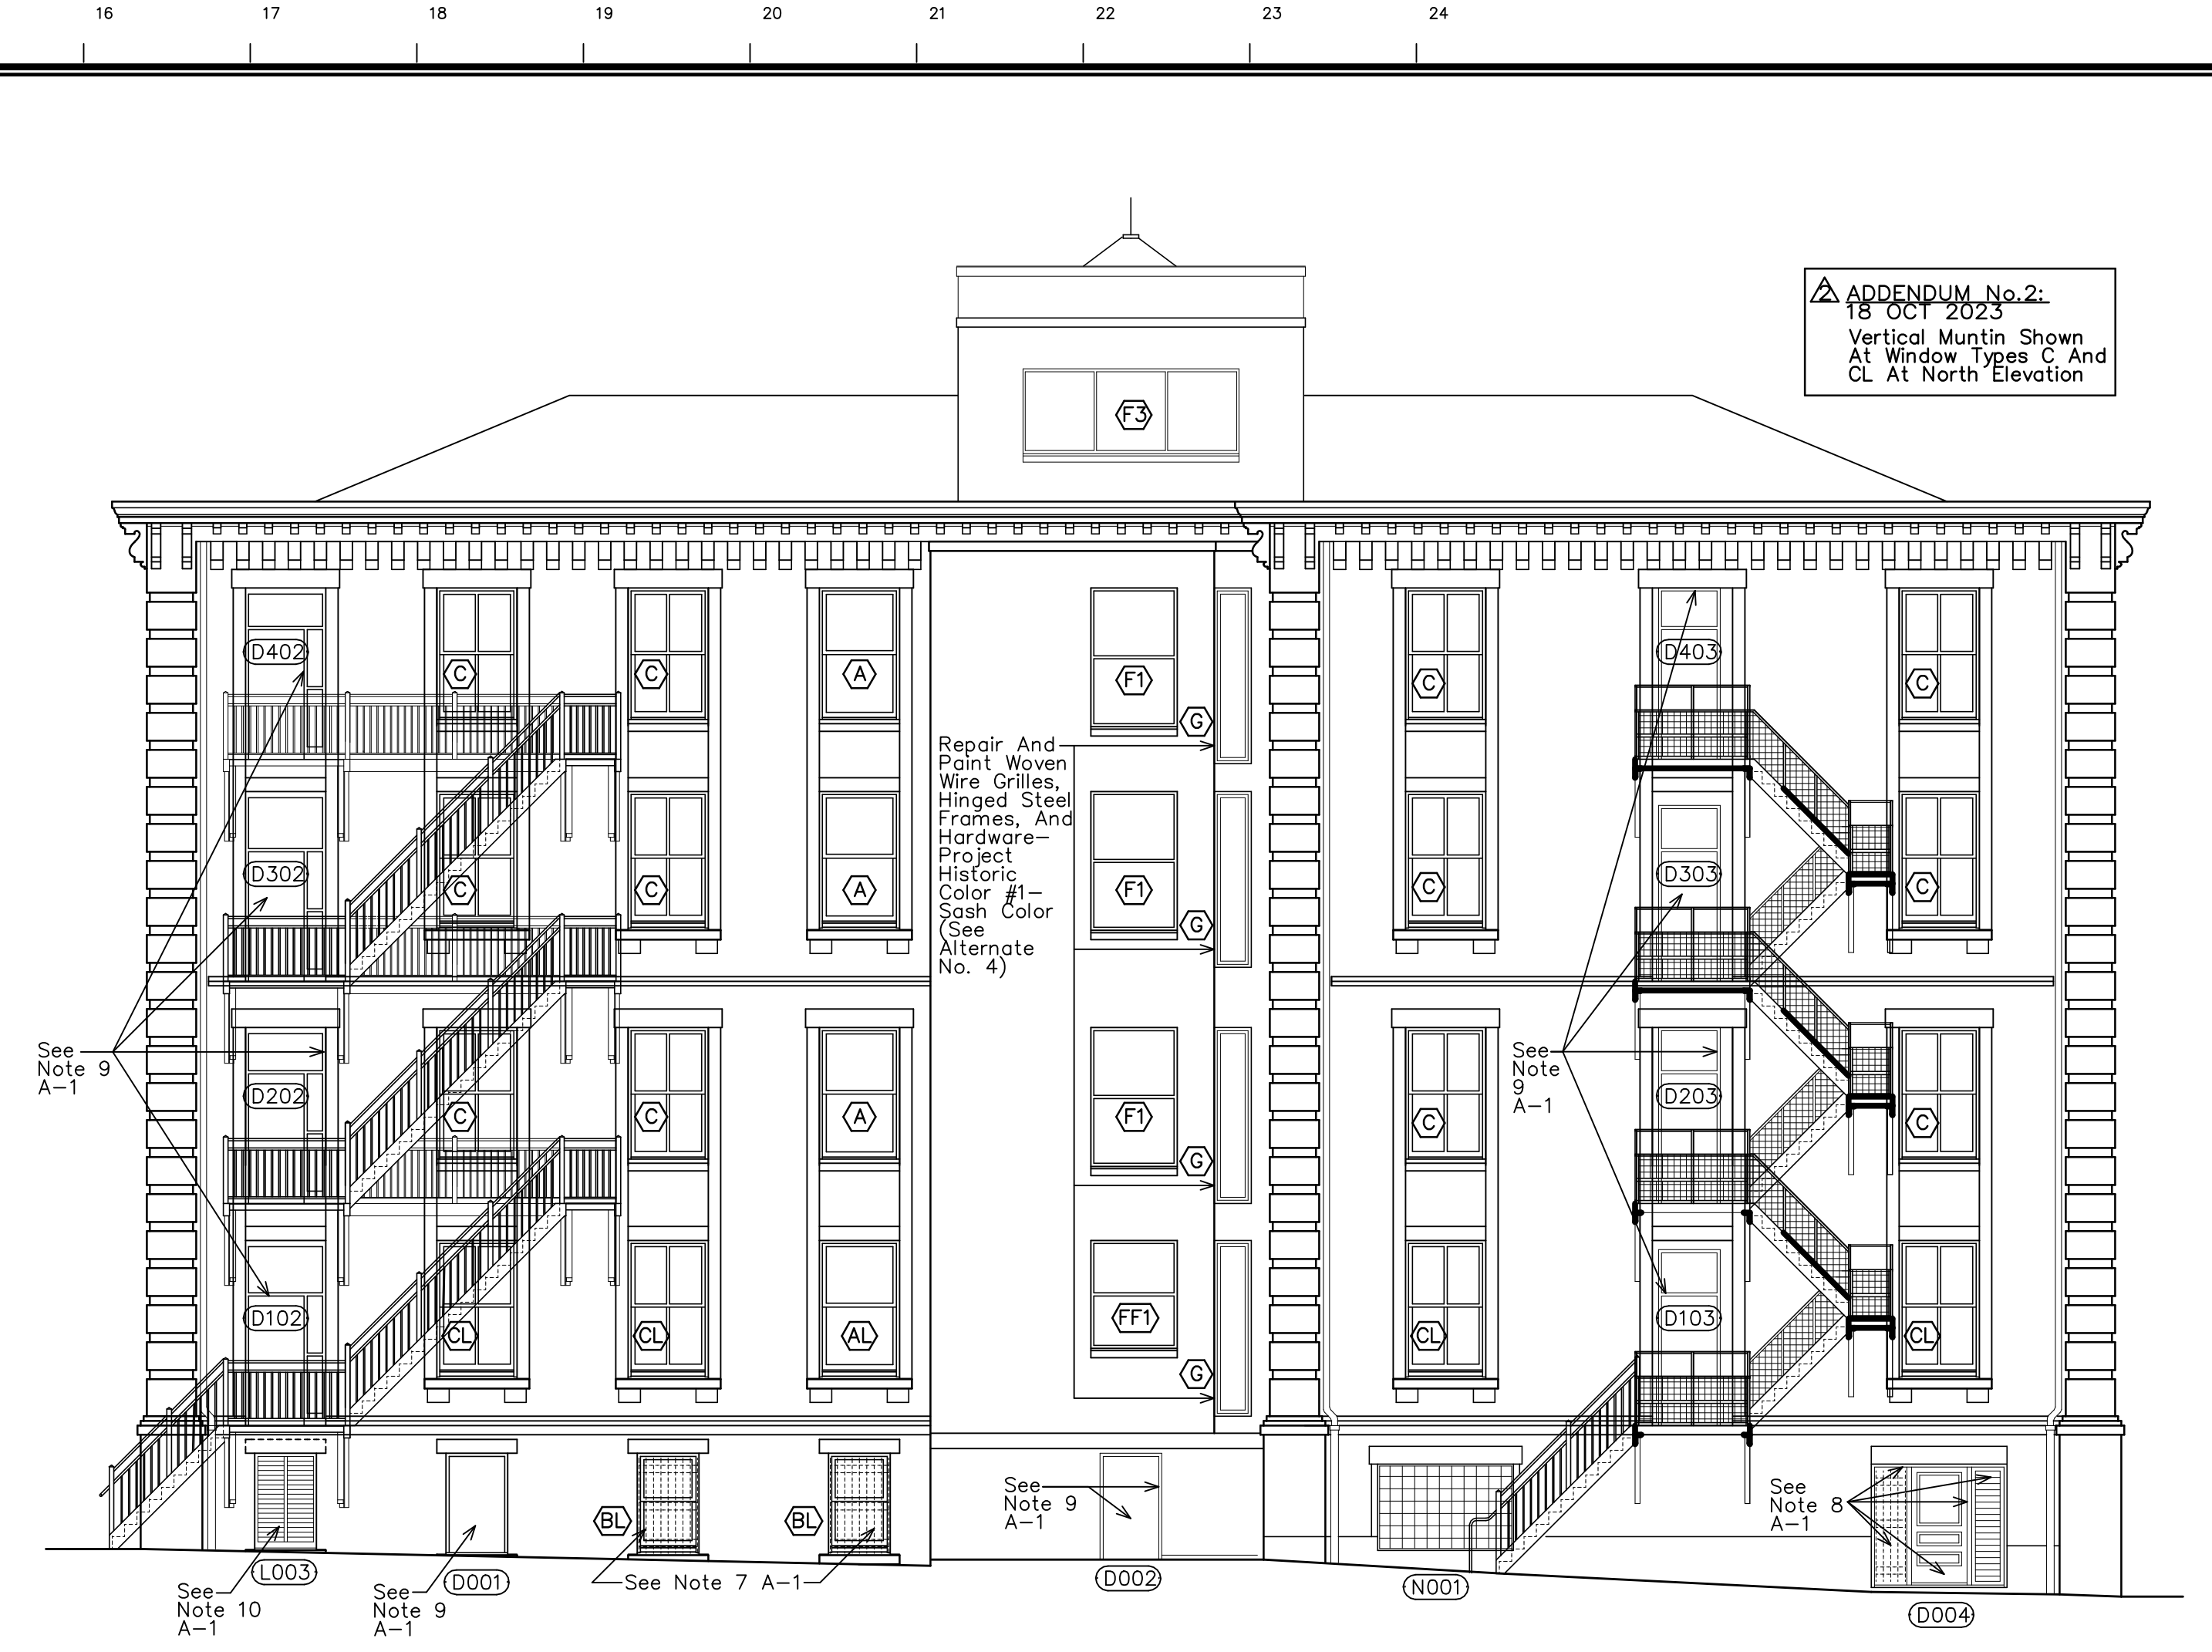 16 17 18 19 20 21 22 23 24
2 ADDENDUM No.2:
18 OCT 2023
Vertical Muntin Shown
At Window Types C And
CL At North Elevation
F3
D402 C C A F1 G C D403 C
Repair And
Paint Woven
Wire Grilles,
Hinged Steel
Frames, And
Hardware-
Project
Historic
Color #1-
Sash Color
(See
Alternate
No. 4)
D302 C C A F1 G C D303 C
See
Note 9
A-1
See
Note
9
A-1
D202 C C A F1 G C D203 C
D102 CL CL AL FF1 G CL D103 CL
BL BL
See
Note 9
A-1
See
Note 8
A-1
L003 D001 See Note 7 A-1 D002 N001 D004
See
Note 10
A-1
See
Note 9
A-1